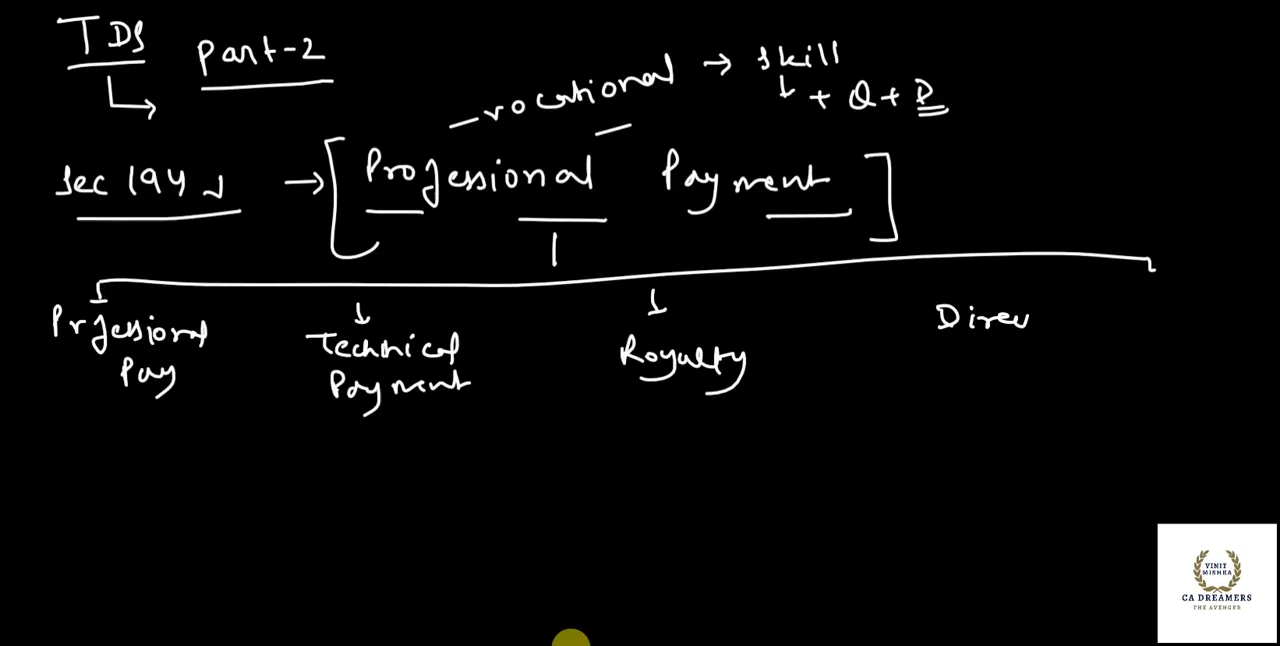 TDS
Part-2
vocational → skill
+ Q + R
Sec 194J → [Professional Payment]
Professional Pay
Technical Payment
Royalty
Direc
VINIT
MISHRA
CA DREAMERS
THE AVENGER